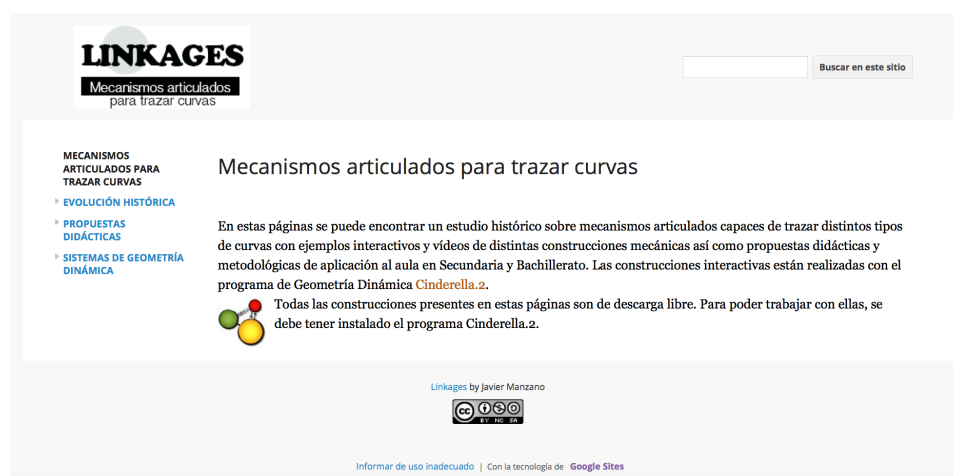 LINKAGES
Mecanismos articulados
para trazar curvas
Buscar en este sitio
MECANISMOS
ARTICULADOS PARA
TRAZAR CURVAS
EVOLUCIÓN HISTÓRICA
PROPUESTAS
DIDÁCTICAS
SISTEMAS DE GEOMETRÍA
DINÁMICA
Mecanismos articulados para trazar curvas
En estas páginas se puede encontrar un estudio histórico sobre mecanismos articulados capaces de trazar distintos tipos
de curvas con ejemplos interactivos y vídeos de distintas construcciones mecánicas así como propuestas didácticas y
metodológicas de aplicación al aula en Secundaria y Bachillerato. Las construcciones interactivas están realizadas con el
programa de Geometría Dinámica Cinderella.2.
Todas las construcciones presentes en estas páginas son de descarga libre. Para poder trabajar con ellas, se
debe tener instalado el programa Cinderella.2.
Linkages by Javier Manzano
cc
BY NC SA
Informar de uso inadecuado | Con la tecnología de Google Sites